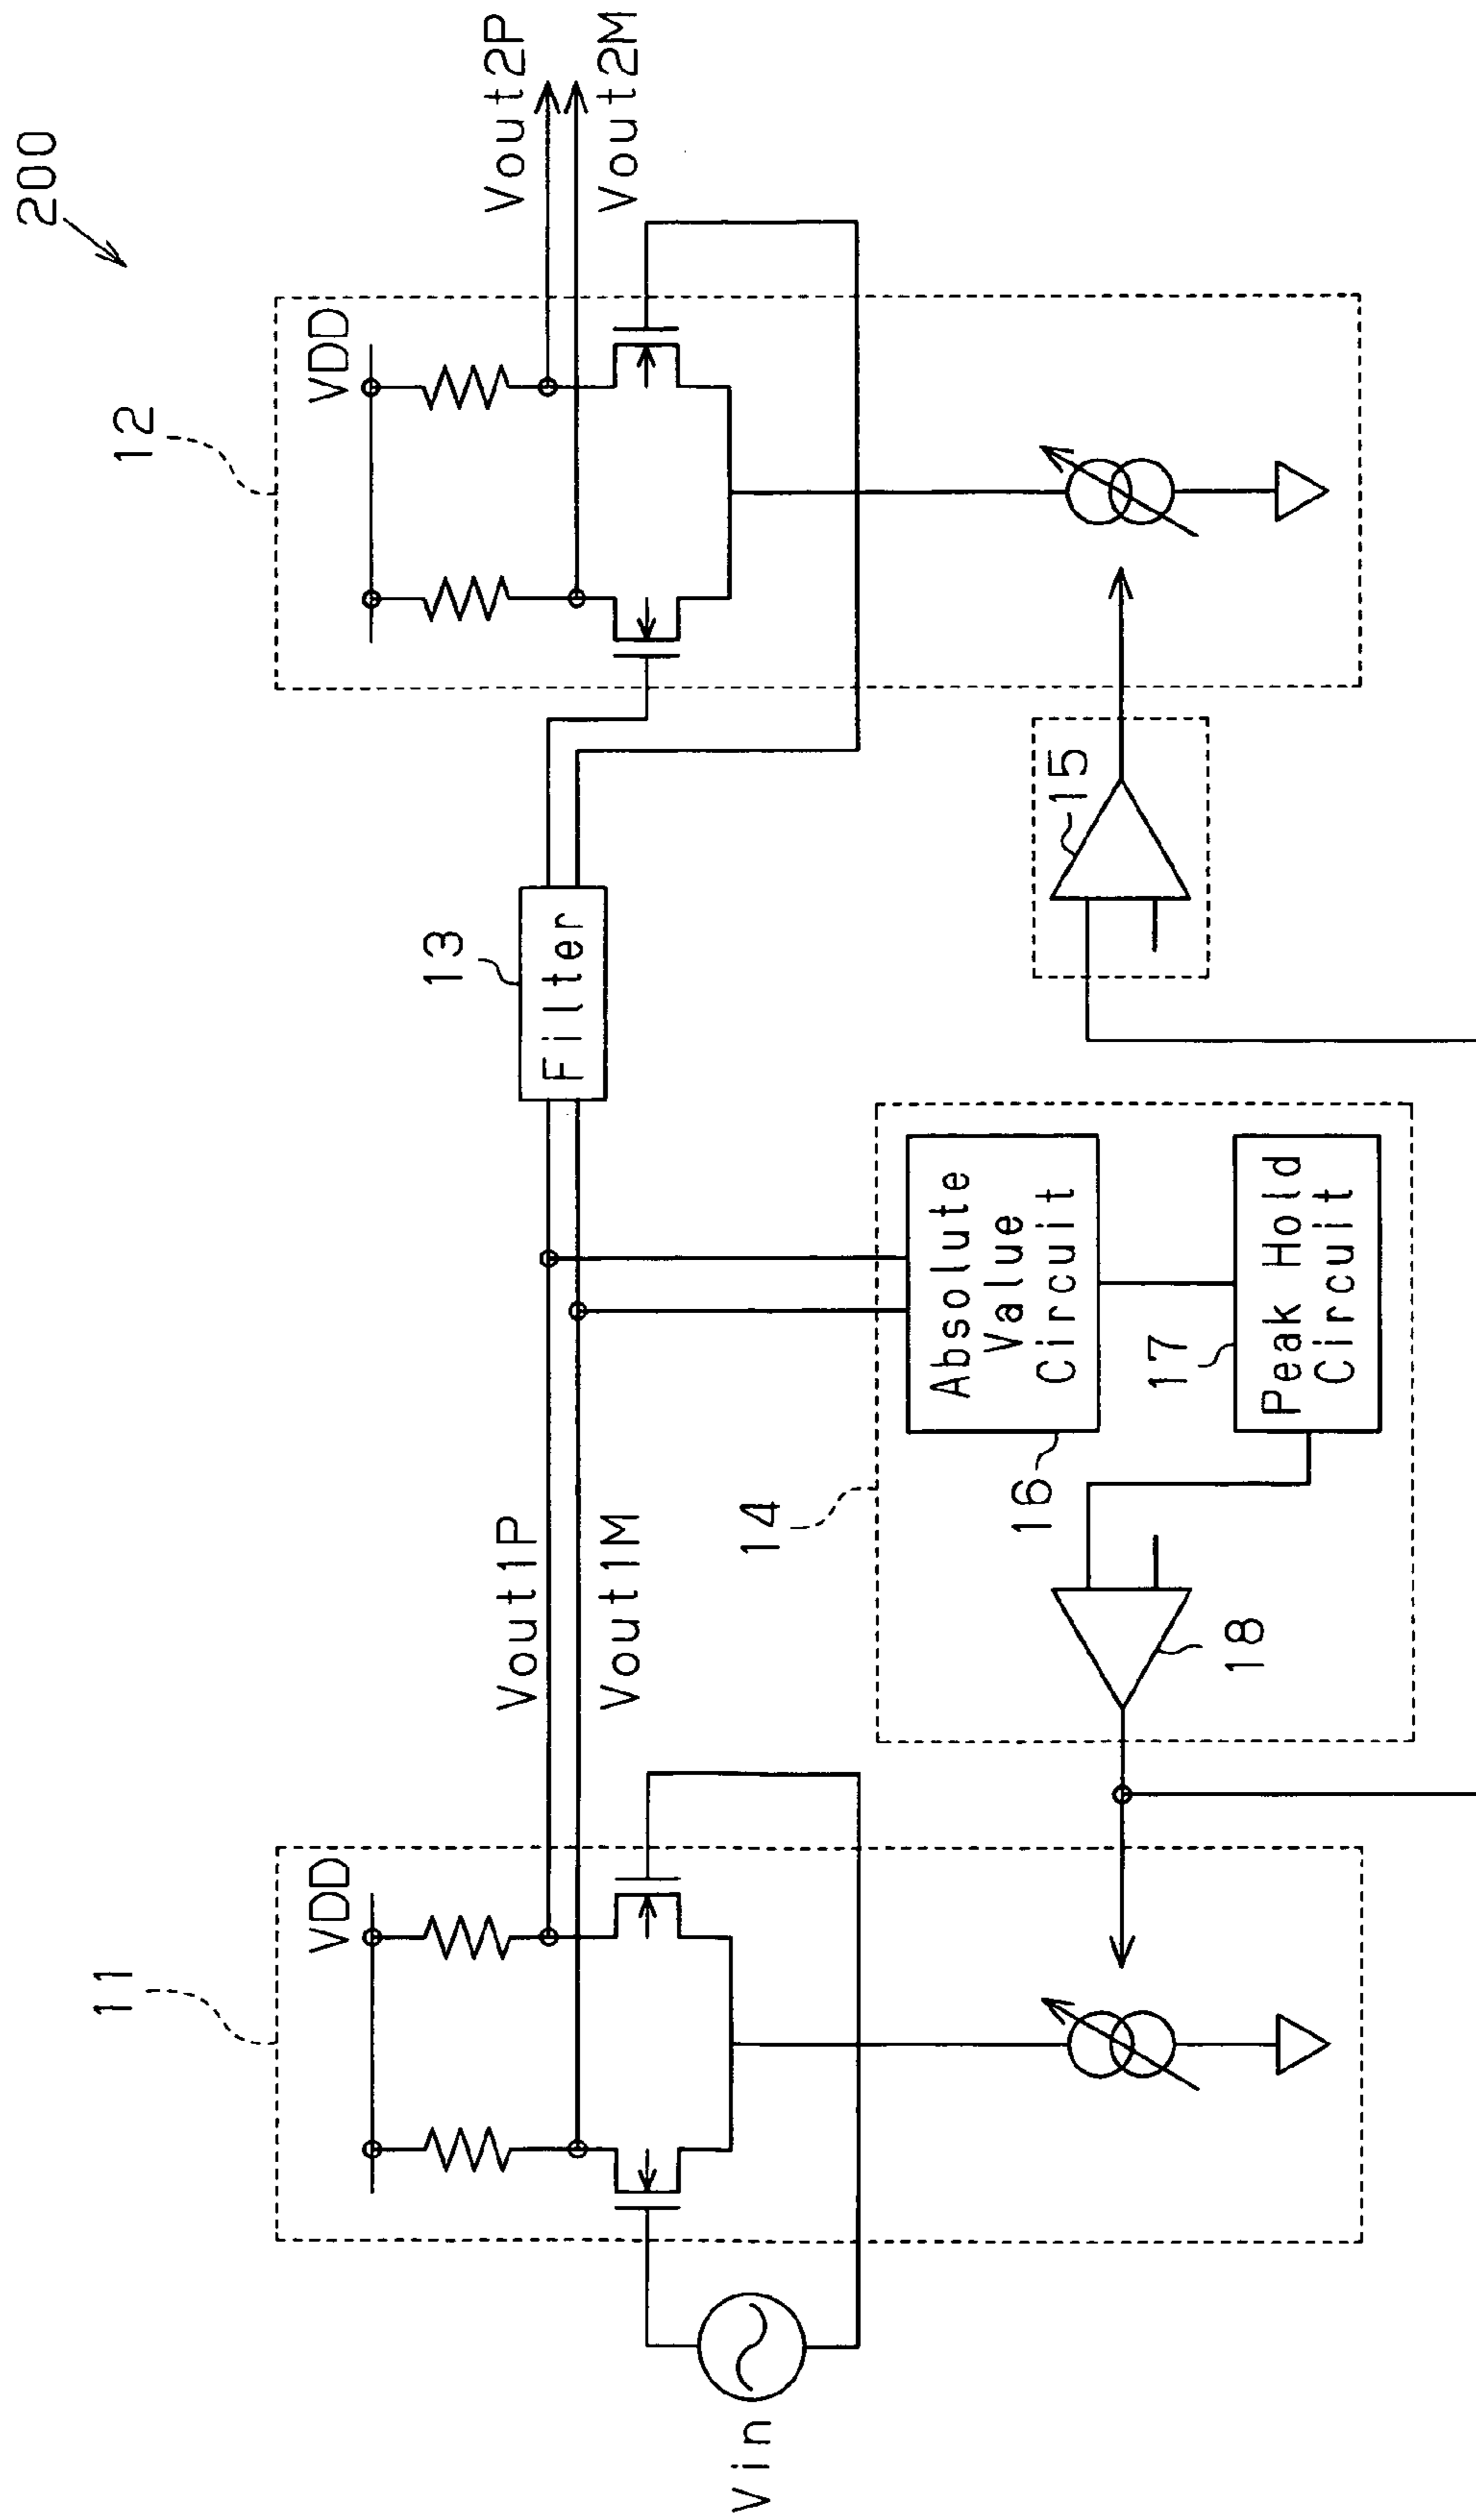 200
11
12
VDD
VDD
Vout2P
Vout2M
Vout1P
Vout1M
13
Filter
Vin
14
15
Absolute
Value
Circuit
16
17
Peak Hold
Circuit
18